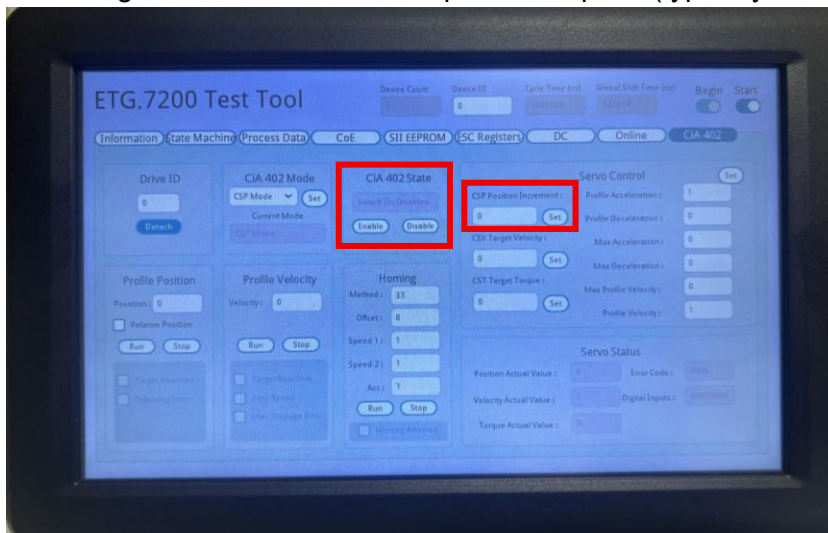 ETG.7200 Test Tool
Device Count
Device ID
Cycle Time (ns)
Global Shift Time (ns)
Begin
Start
0
Information
State Machine
Process Data
CoE
SII EEPROM
ESC Registers
DC
Online
CiA 402
Drive ID
0
Detach
CiA 402 Mode
CSP Mode
Set
Current Mode
CSP Mode
CiA 402 State
Switch On Disabled
Enable
Disable
Servo Control
Set
CSP Position Increment :
0
Set
CSV Target Velocity :
0
Set
CST Target Torque :
0
Set
Profile Acceleration :
1
Profile Deceleration :
0
Max Acceleration :
0
Max Deceleration :
0
Max Profile Velocity :
0
Profile Velocity :
1
Profile Position
Position : 0
Relative Position
Run
Stop
Target Reached
Following Error
Profile Velocity
Velocity : 0
Run
Stop
Target Reached
Zero Speed
Max Slippage Error
Homing
Method : 33
Offset : 0
Speed 1 : 1
Speed 2 : 1
Acc : 1
Run
Stop
Homing Attained
Servo Status
Position Actual Value :
Error Code :
Velocity Actual Value :
Digital Inputs :
Torque Actual Value :